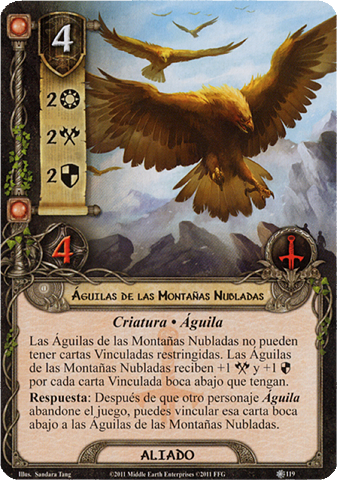 4
2
2
2
4
Águilas de las Montañas Nubladas
Criatura • Águila
Las Águilas de las Montañas Nubladas no pueden
tener cartas Vinculadas restringidas. Las Águilas
de las Montañas Nubladas reciben +1 y +1
por cada carta Vinculada boca abajo que tengan.
Respuesta: Después de que otro personaje Águila
abandone el juego, puedes vincular esa carta boca
abajo a las Águilas de las Montañas Nubladas.
ALIADO
Illus. Sandara Tang ©2011 Middle Earth Enterprises ©2011 FFG 119